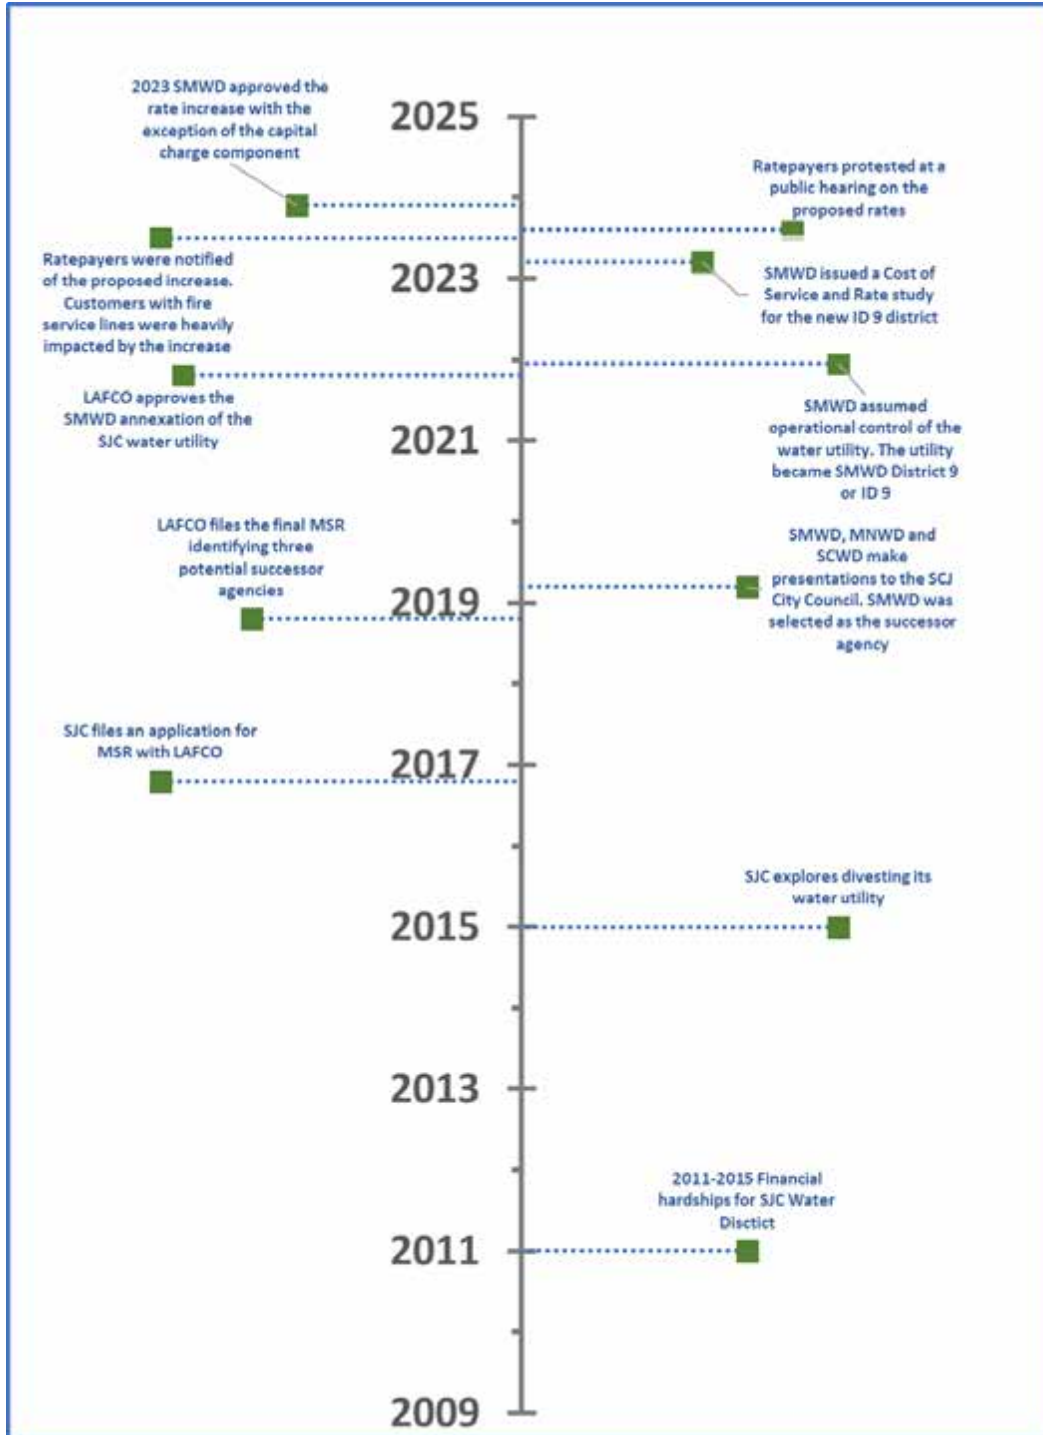 2023 SMWD approved the
rate increase with the
exception of the capital
charge component
2025
Ratepayers protested at a
public hearing on the
proposed rates
Ratepayers were notified
of the proposed increase.
Customers with fire
service lines were heavily
impacted by the increase
2023
SMWD issued a Cost of
Service and Rate study
for the new ID 9 district
LAFCO approves the
SMWD annexation of the
SJC water utility
2021
SMWD assumed
operational control of the
water utility. The utility
became SMWD District 9
or ID 9
LAFCO files the final MSR
identifying three
potential successor
agencies
2019
SMWD, MNWD and
SCWD make
presentations to the SCJ
City Council. SMWD was
selected as the successor
agency
SJC files an application for
MSR with LAFCO
2017
SJC explores divesting its
water utility
2015
2013
2011-2015 Financial
hardships for SJC Water
Disctict
2011
2009